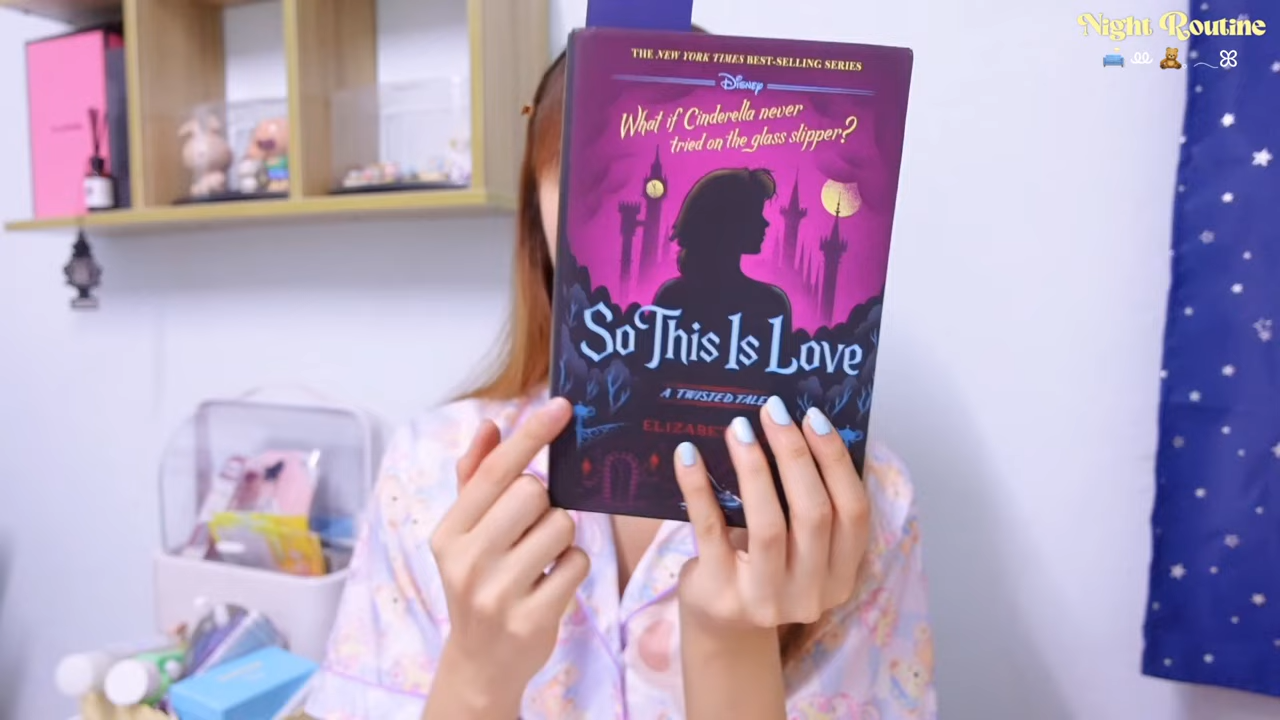 Night Routine
THE NEW YORK TIMES BEST-SELLING SERIES
Disney
What if Cinderella never
tried on the glass slipper?
So This Is Love
A TWISTED TALE